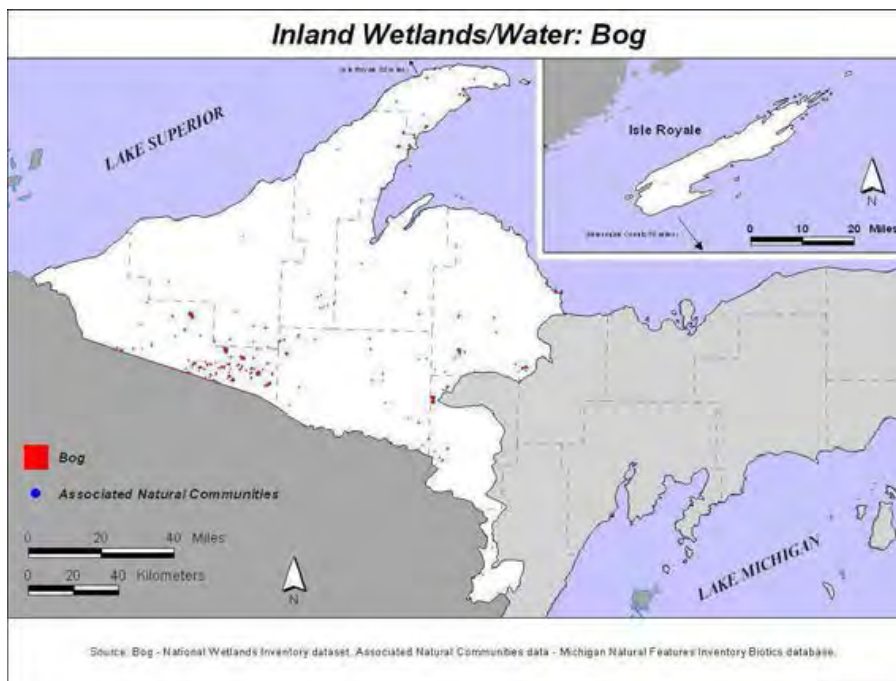 Inland Wetlands/Water: Bog
LAKE SUPERIOR
Isle Royale
N
0 10 20 Miles
Bog
Associated Natural Communities
0 20 40 Miles
0 20 40 Kilometers
N
LAKE MICHIGAN
Source: Bog - National Wetlands Inventory dataset. Associated Natural Communities data - Michigan Natural Features Inventory Biotics database.